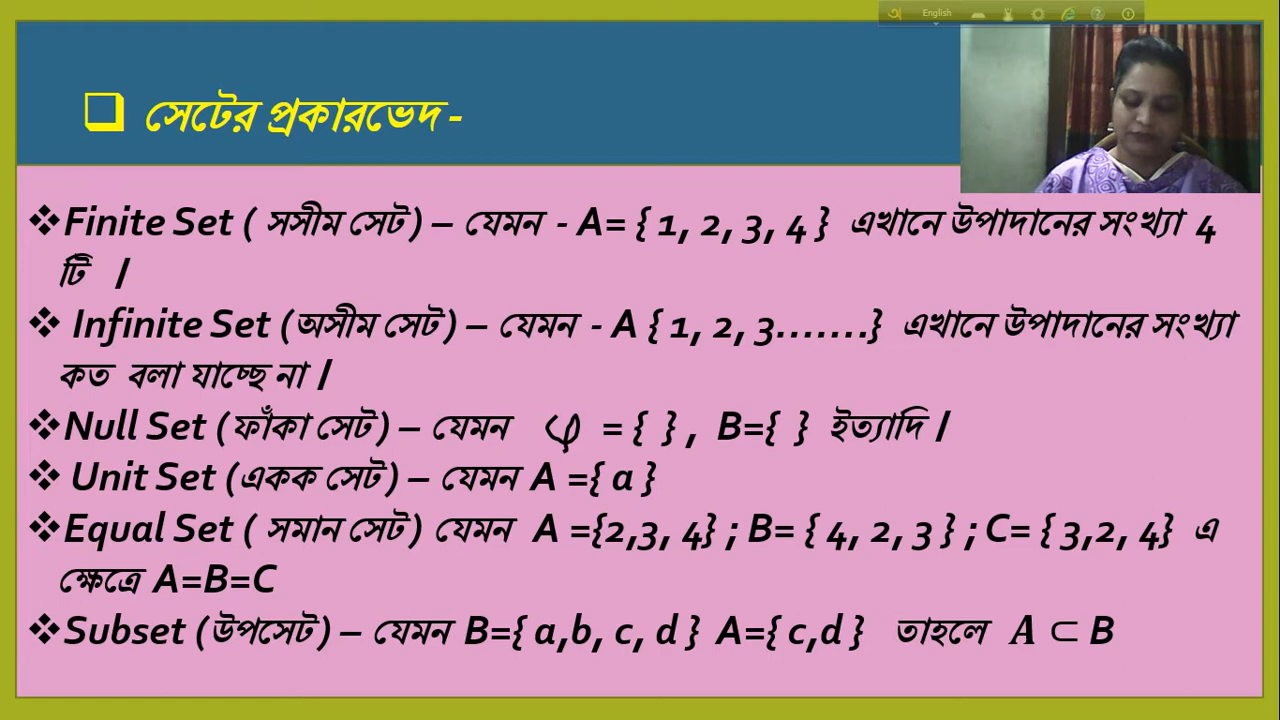 অ English
❑ সেটের প্রকারভেদ -
❖Finite Set ( সসীম সেট) – যেমন - A= { 1, 2, 3, 4 } এখানে উপাদানের সংখ্যা 4
টি |
❖ Infinite Set (অসীম সেট) – যেমন - A { 1, 2, 3…….} এখানে উপাদানের সংখ্যা
কত বলা যাচ্ছে না |
❖Null Set (ফাঁকা সেট) – যেমন φ = { } , B={ } ইত্যাদি |
❖ Unit Set (একক সেট) – যেমন A ={ a }
❖Equal Set ( সমান সেট) যেমন A ={2,3, 4} ; B= { 4, 2, 3 } ; C= { 3,2, 4} এ
ক্ষেত্রে A=B=C
❖Subset (উপসেট) – যেমন B={ a,b, c, d } A={ c,d } তাহলে A ⊂ B